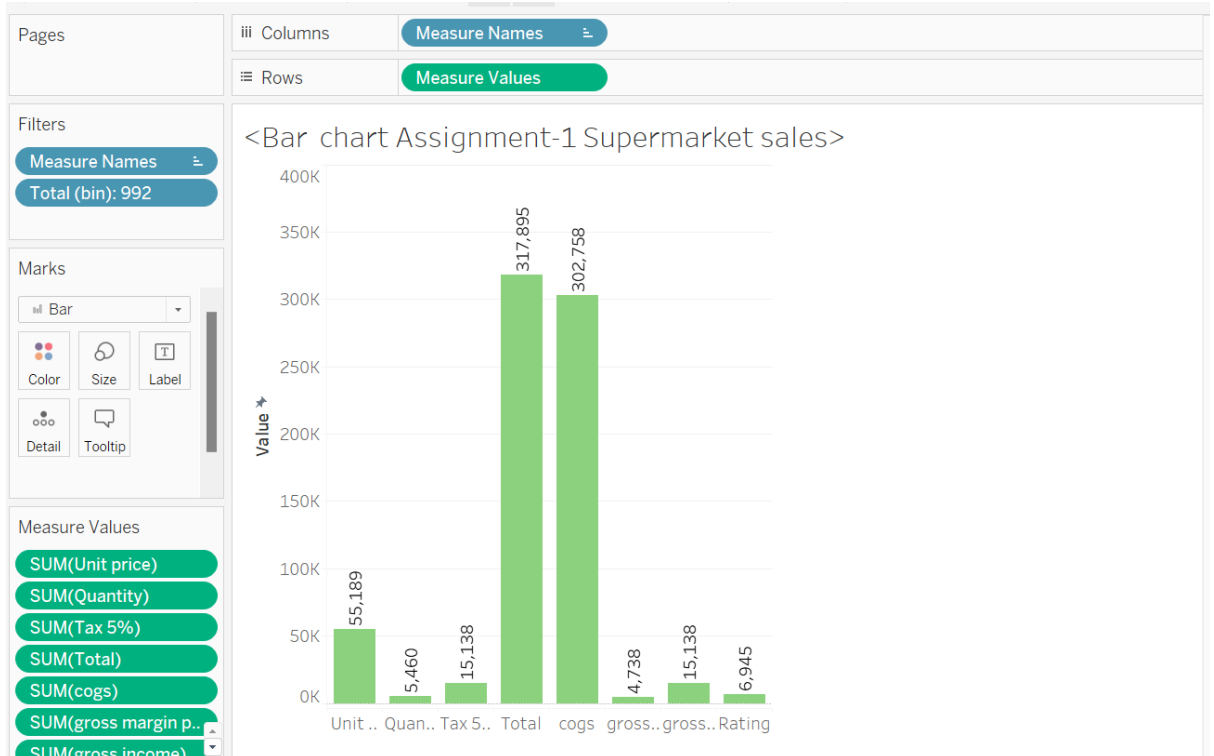 Pages
Columns
Measure Names
Rows
Measure Values
Filters
Measure Names
Total (bin): 992
Marks
Bar
Color
Size
T
Label
Detail
Tooltip
Measure Values
SUM(Unit price)
SUM(Quantity)
SUM(Tax 5%)
SUM(Total)
SUM(cogs)
SUM(gross margin p..
SUM(gross income)
<Bar chart Assignment-1 Supermarket sales>
Value
400K
350K
300K
250K
200K
150K
100K
50K
0K
55,189
5,460
15,138
317,895
302,758
4,738
15,138
6,945
Unit .. Quan.. Tax 5.. Total cogs gross.. gross.. Rating